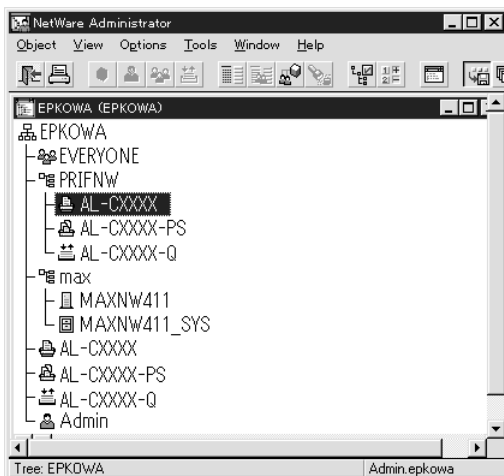 NetWare Administrator
Object View Options Tools Window Help
EPKOWA (EPKOWA)
EPKOWA
EVERYONE
PRIFNW
AL-CXXXX
AL-CXXXX-PS
AL-CXXXX-Q
max
MAXNW411
MAXNW411_SYS
AL-CXXXX
AL-CXXXX-PS
AL-CXXXX-Q
Admin
Tree: EPKOWA Admin.epkowa